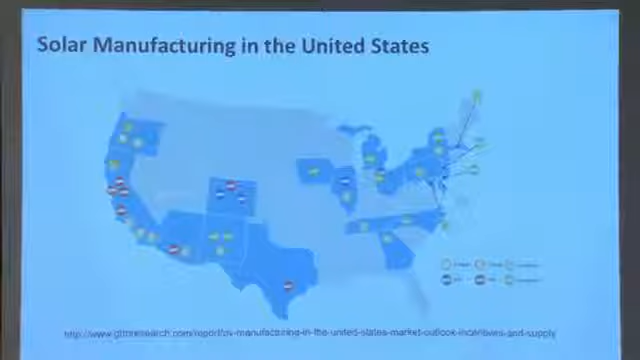 Solar Manufacturing in the United States
http://www.gtmresearch.com/report/pv-manufacturing-in-the-united-states-market-outlook-incentives-and-supply